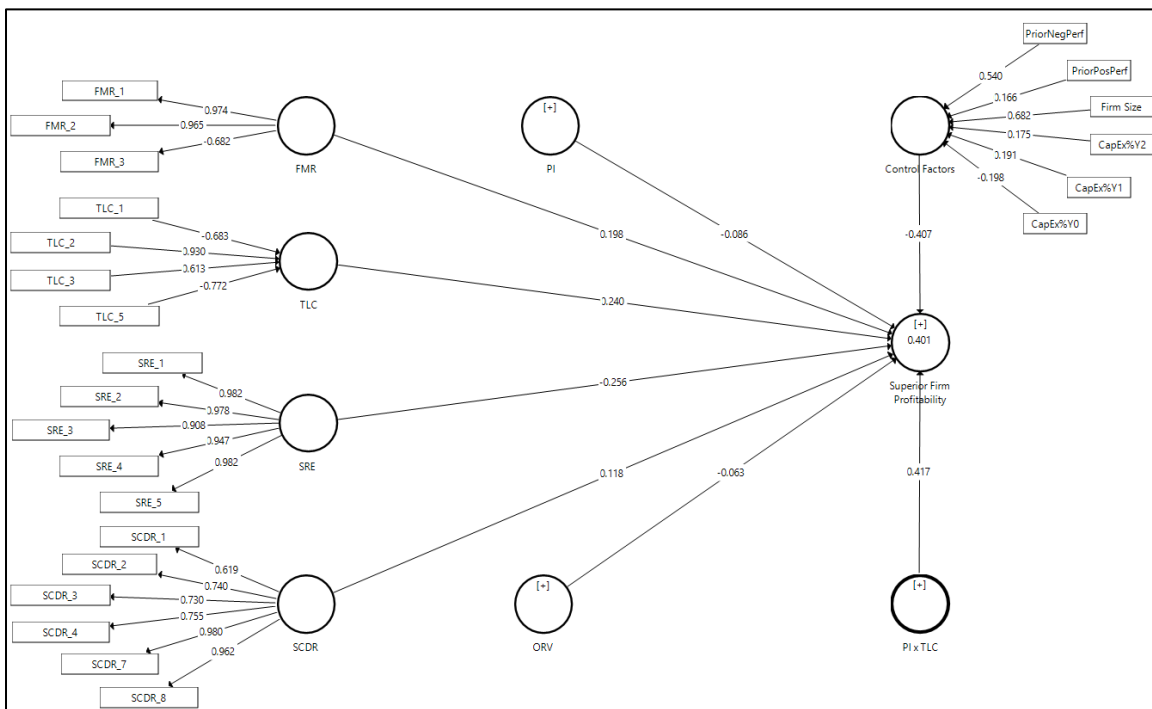 FMR_1
FMR_2
FMR_3
0.974
0.965
-0.682
FMR
TLC_1
TLC_2
TLC_3
TLC_5
-0.683
0.930
0.613
-0.772
TLC
SRE_1
SRE_2
SRE_3
SRE_4
SRE_5
0.982
0.978
0.908
0.947
0.982
SRE
SCDR_1
SCDR_2
SCDR_3
SCDR_4
SCDR_7
SCDR_8
0.619
0.740
0.730
0.755
0.980
0.962
SCDR
[+]
PI
[+]
ORV
0.198
-0.086
0.240
-0.256
0.118
-0.063
PriorNegPerf
PriorPosPerf
Firm Size
CapEx%Y2
CapEx%Y1
CapEx%Y0
0.540
0.166
0.682
0.175
0.191
-0.198
Control Factors
-0.407
[+]
0.401
Superior Firm
Profitability
0.417
[+]
PI x TLC